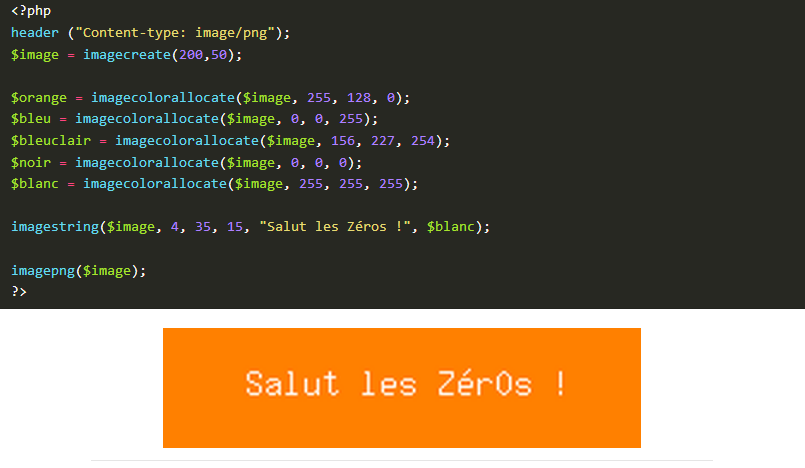 <?php
header ("Content-type: image/png");
$image = imagecreate(200,50);
$orange = imagecolorallocate($image, 255, 128, 0);
$bleu = imagecolorallocate($image, 0, 0, 255);
$bleuclair = imagecolorallocate($image, 156, 227, 254);
$noir = imagecolorallocate($image, 0, 0, 0);
$blanc = imagecolorallocate($image, 255, 255, 255);
imagestring($image, 4, 35, 15, "Salut les Zéros !", $blanc);
imagepng($image);
?>
Salut les Zér0s !